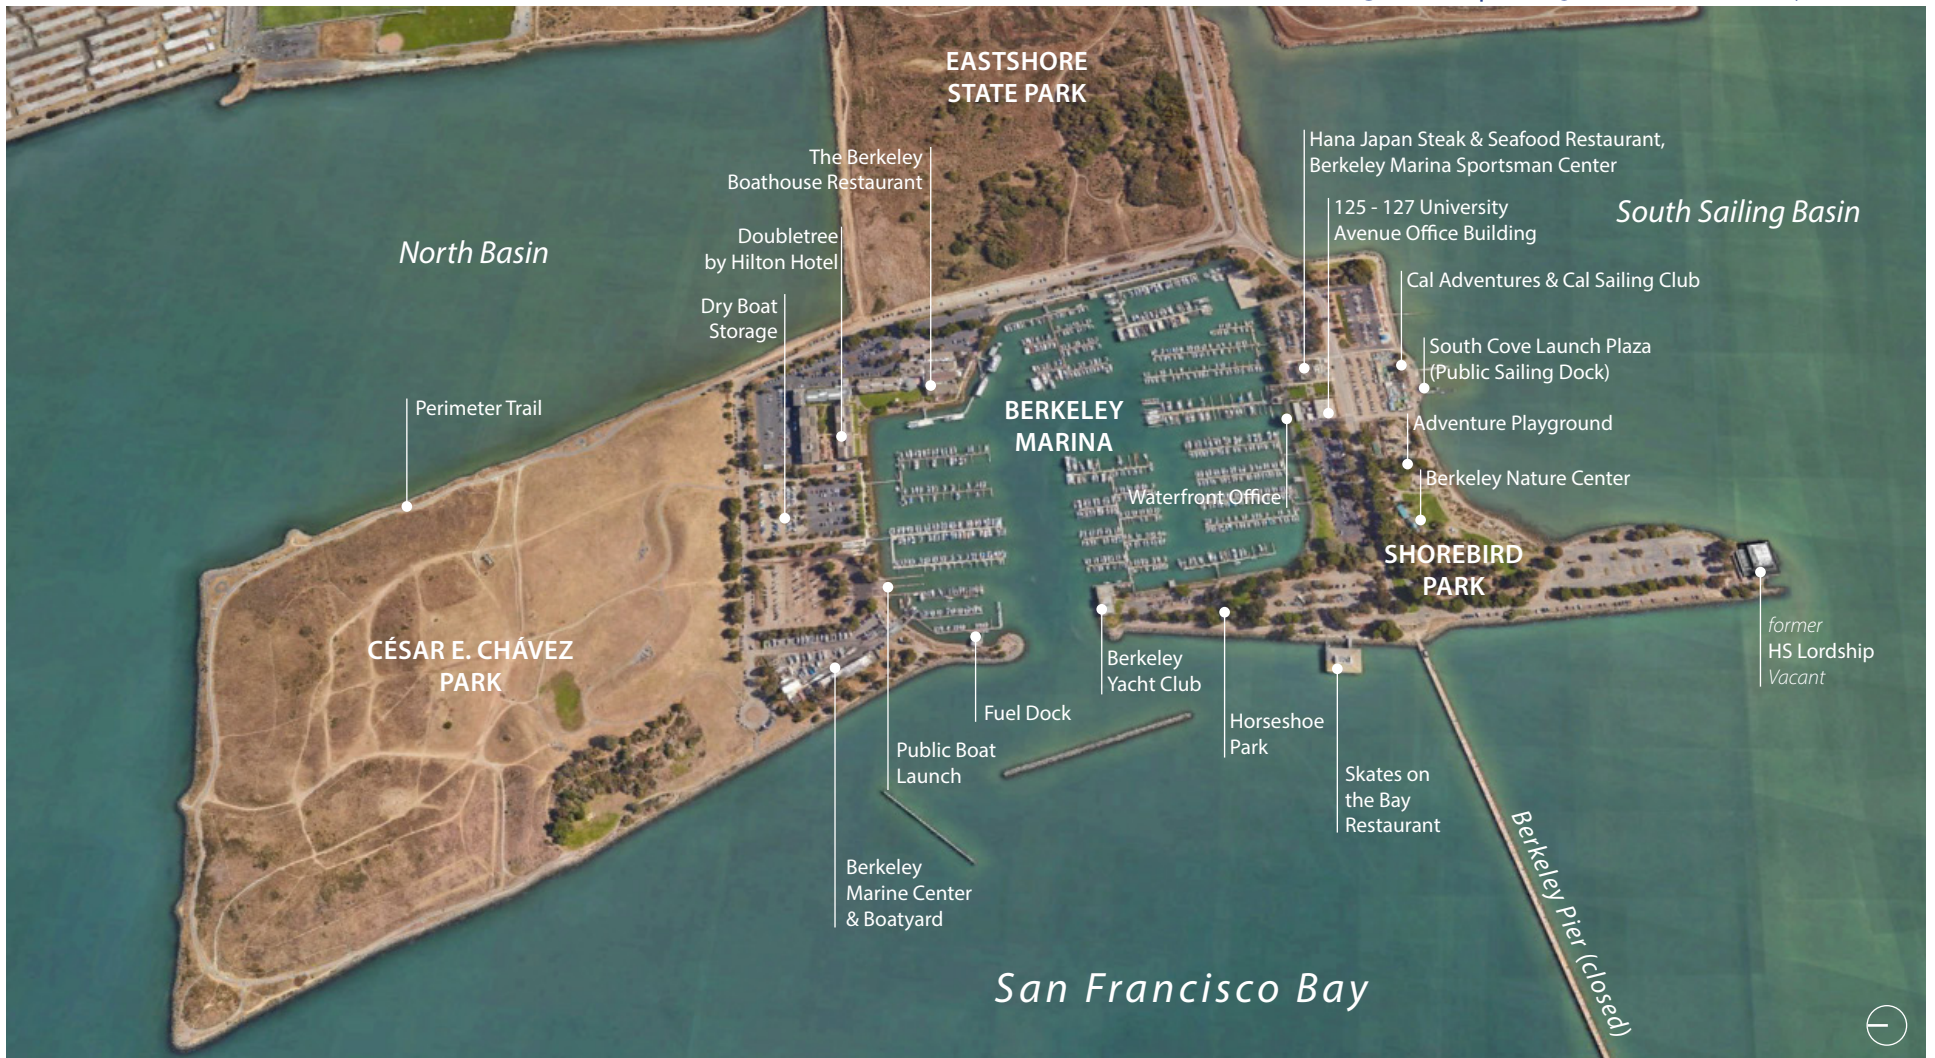 EASTSHORE
STATE PARK
The Berkeley
Boathouse Restaurant
Hana Japan Steak & Seafood Restaurant,
Berkeley Marina Sportsman Center
125 - 127 University
Avenue Office Building
South Sailing Basin
North Basin
Doubletree
by Hilton Hotel
Cal Adventures & Cal Sailing Club
Dry Boat
Storage
South Cove Launch Plaza
(Public Sailing Dock)
Perimeter Trail
BERKELEY
MARINA
Adventure Playground
Waterfront Office
Berkeley Nature Center
SHOREBIRD
PARK
CÉSAR E. CHÁVEZ
PARK
former
HS Lordship
Vacant
Berkeley
Yacht Club
Fuel Dock
Horseshoe
Park
Public Boat
Launch
Skates on
the Bay
Restaurant
Berkeley
Marine Center
& Boatyard
Berkeley Pier (closed)
San Francisco Bay